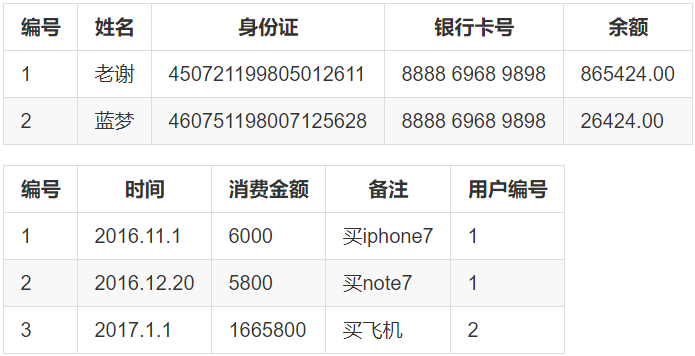 编号 姓名 身份证 银行卡号 余额
1 老谢 450721199805012611 8888 6968 9898 865424.00
2 蓝梦 460751198007125628 8888 6968 9898 26424.00
编号 时间 消费金额 备注 用户编号
1 2016.11.1 6000 买iphone7 1
2 2016.12.20 5800 买note7 1
3 2017.1.1 1665800 买飞机 2